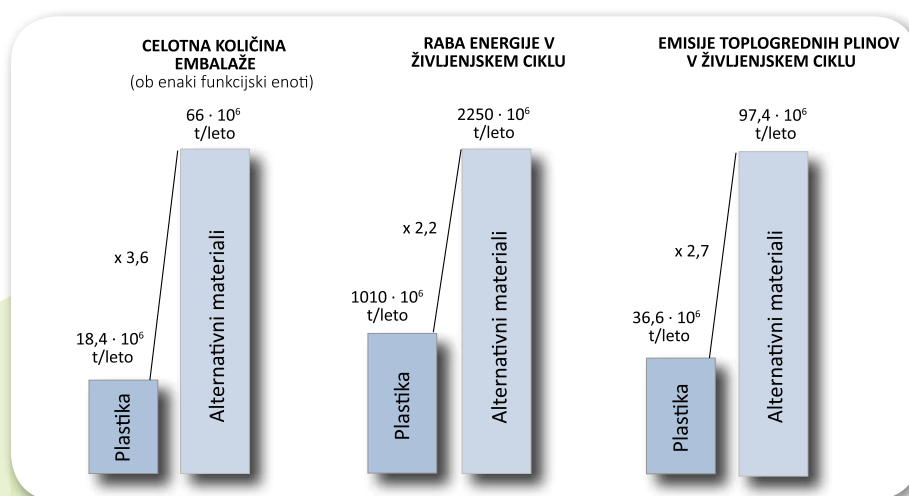 CELOTNA KOLIČINA
EMBALAŽE
(ob enaki funkcijski enoti)
66 · 10⁶
t/leto
x 3,6
18,4 · 10⁶
t/leto
Plastika
Alternativni materiali
RABA ENERGIJE V
ŽIVLJENJSKEM CIKLU
2250 · 10⁶
t/leto
x 2,2
1010 · 10⁶
t/leto
Plastika
Alternativni materiali
EMISIJE TOPLOGREDNIH PLINOV
V ŽIVLJENJSKEM CIKLU
97,4 · 10⁶
t/leto
x 2,7
36,6 · 10⁶
t/leto
Plastika
Alternativni materiali